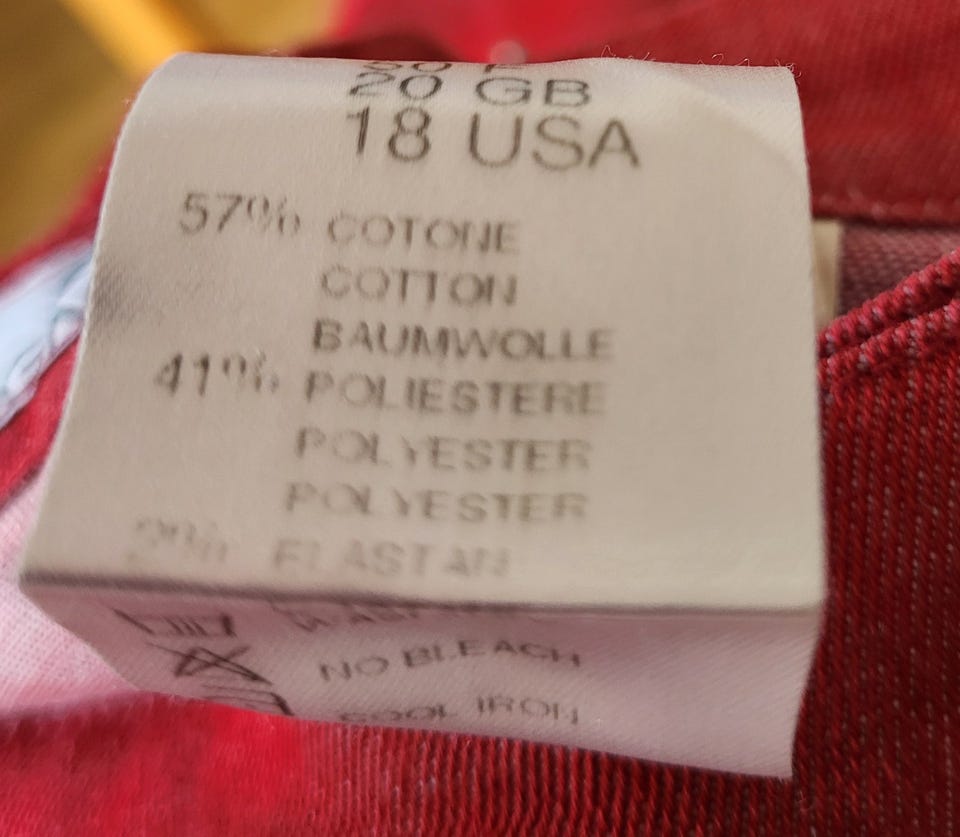 20 GB
18 USA
57% COTONE
COTTON
BAUMWOLLE
41% POLIESTERE
POLYESTER
POLYESTER
2% ELASTAN
NO BLEACH
COOL IRON